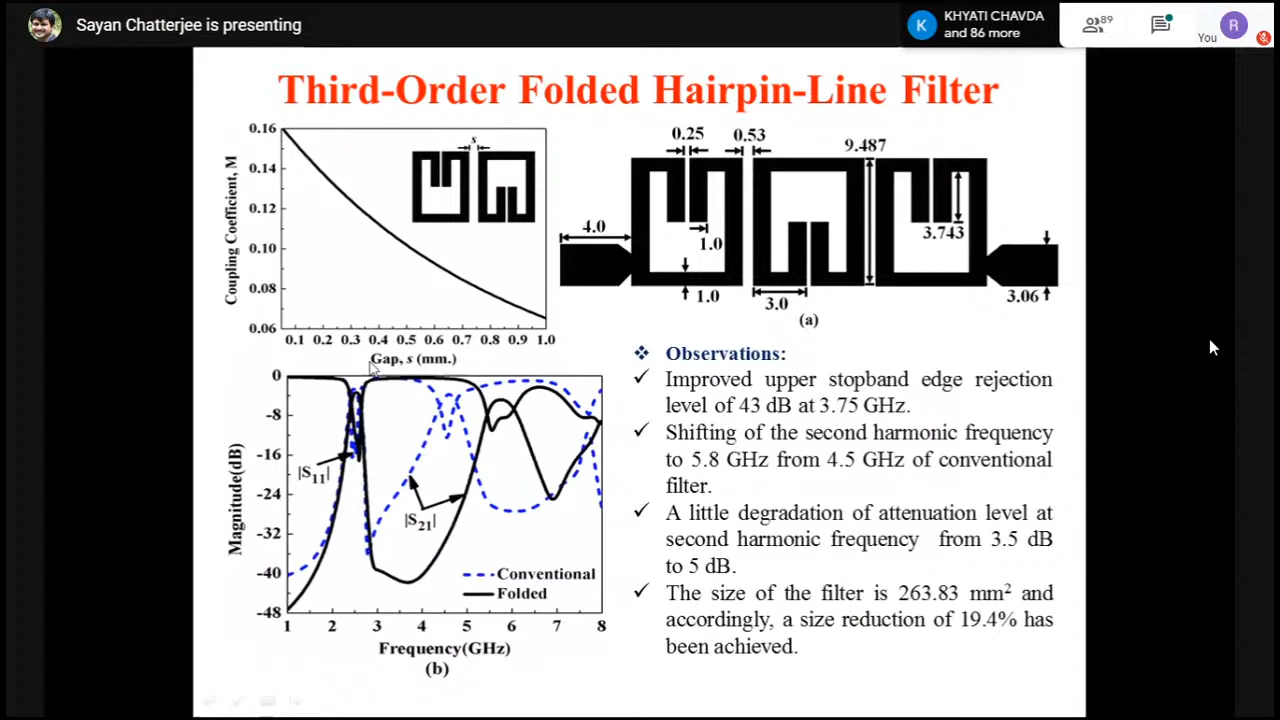 Sayan Chatterjee is presenting
K
KHYATI CHAVDA
and 86 more
89
You
R
Third-Order Folded Hairpin-Line Filter
Coupling Coefficient, M
0.16
0.14
0.12
0.10
0.08
0.06
s
0.1 0.2 0.3 0.4 0.5 0.6 0.7 0.8 0.9 1.0
Gap, s (mm.)
0.25 0.53
9.487
4.0
1.0
3.743
1.0
3.0
3.06
(a)
Magnitude(dB)
0
-8
-16
-24
-32
-40
-48
|S11|
|S21|
Conventional
Folded
1 2 3 4 5 6 7 8
Frequency(GHz)
(b)
❖ Observations:
✓ Improved upper stopband edge rejection
level of 43 dB at 3.75 GHz.
✓ Shifting of the second harmonic frequency
to 5.8 GHz from 4.5 GHz of conventional
filter.
✓ A little degradation of attenuation level at
second harmonic frequency from 3.5 dB
to 5 dB.
✓ The size of the filter is 263.83 mm² and
accordingly, a size reduction of 19.4% has
been achieved.